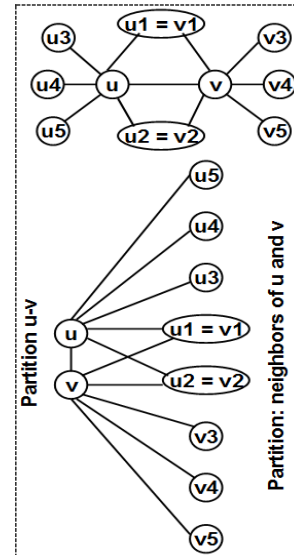 u1 = v1
u3
v3
u4
u
v
v4
u5
u2 = v2
v5
u5
u4
u3
u
u1 = v1
v
u2 = v2
v3
v4
v5
Partition u-v
Partition: neighbors of u and v